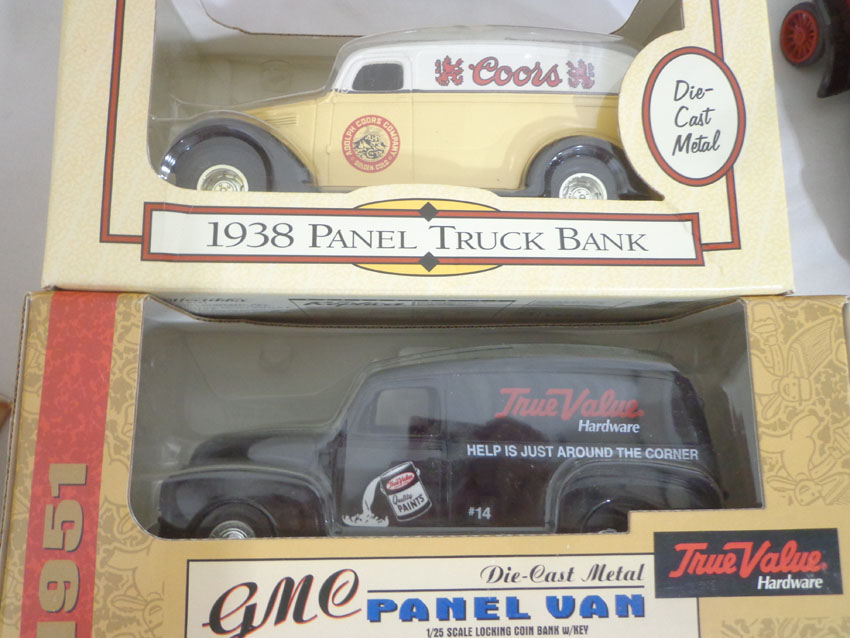 Coors
ADOLPH COORS COMPANY
GOLDEN, COLO
Die-
Cast
Metal
1938 PANEL TRUCK BANK
1951
True Value
Hardware
HELP IS JUST AROUND THE CORNER
True Value
Quality
PAINTS
#14
True Value
Hardware
GMC
Die-Cast Metal
PANEL VAN
1/25 SCALE LOCKING COIN BANK W/KEY